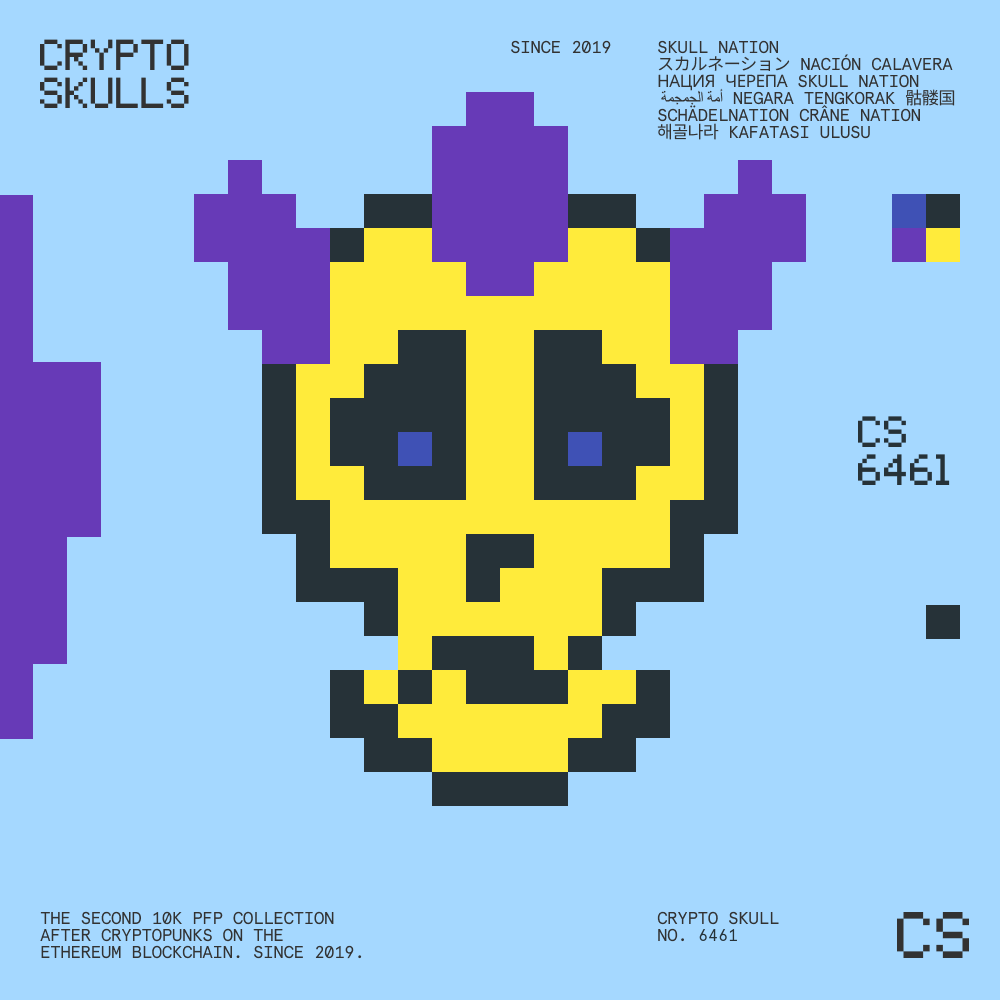 CRYPTO
SKULLS
SINCE 2019
SKULL NATION
スカルネーション NACIÓN CALAVERA
НАЦИЯ ЧЕРЕПА SKULL NATION
أمة الجمجمة NEGARA TENGKORAK 骷髅国
SCHÄDELNATION CRÂNE NATION
해골나라 KAFATASI ULUSU
CS
6461
THE SECOND 10K PFP COLLECTION
AFTER CRYPTOPUNKS ON THE
ETHEREUM BLOCKCHAIN. SINCE 2019.
CRYPTO SKULL
NO. 6461
CS